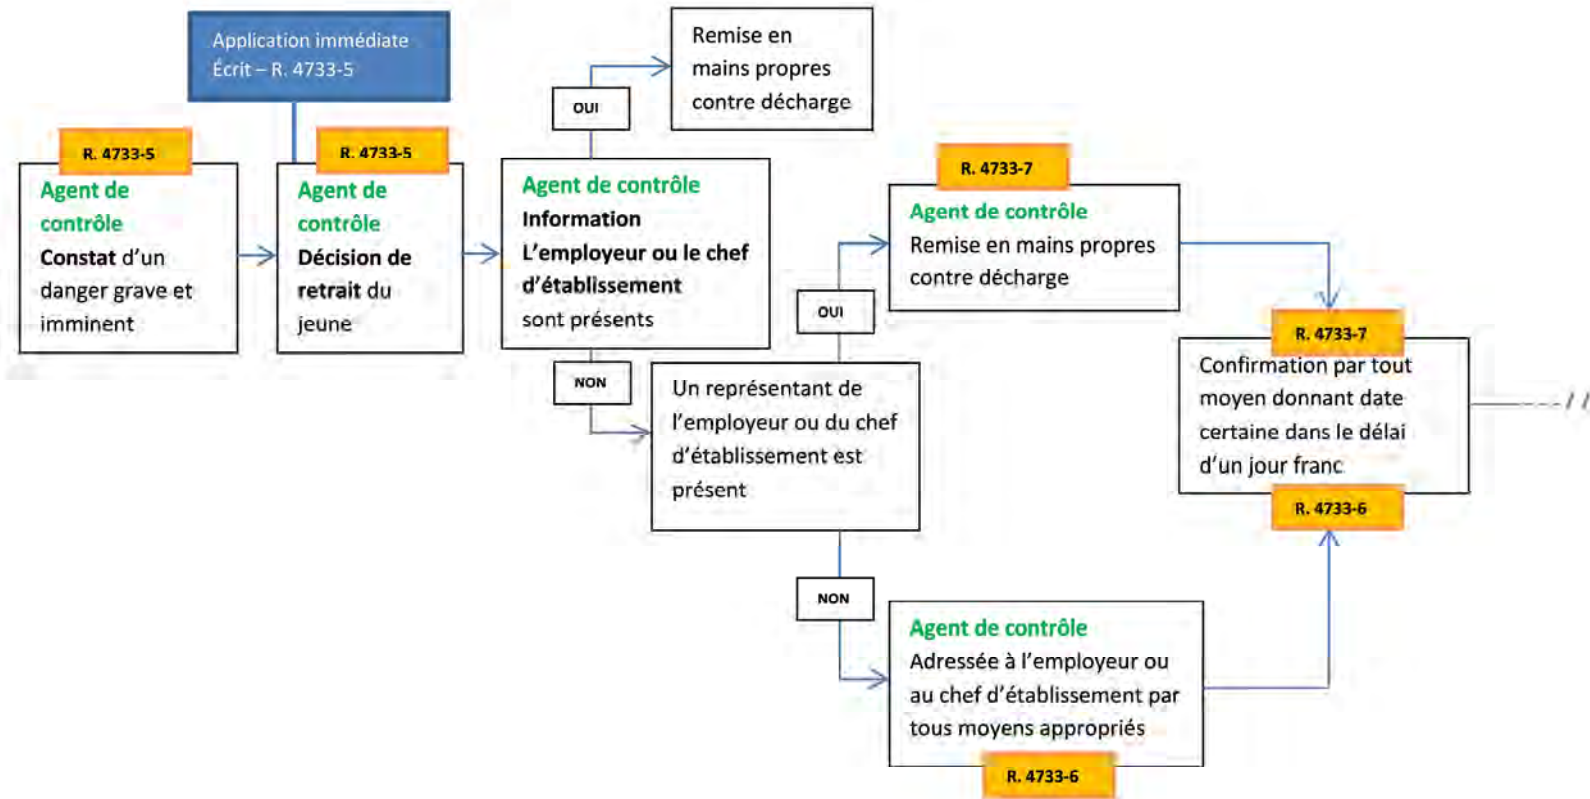 Application immédiate
Écrit – R. 4733-5
R. 4733-5
Agent de
contrôle
Constat d'un
danger grave et
imminent
R. 4733-5
Agent de
contrôle
Décision de
retrait du
jeune
Agent de contrôle
Information
L'employeur ou le chef
d'établissement
sont présents
OUI
Remise en
mains propres
contre décharge
NON
Un représentant de
l'employeur ou du chef
d'établissement est
présent
OUI
R. 4733-7
Agent de contrôle
Remise en mains propres
contre décharge
NON
Agent de contrôle
Adressée à l'employeur ou
au chef d'établissement par
tous moyens appropriés
R. 4733-6
R. 4733-7
Confirmation par tout
moyen donnant date
certaine dans le délai
d'un jour franc
R. 4733-6